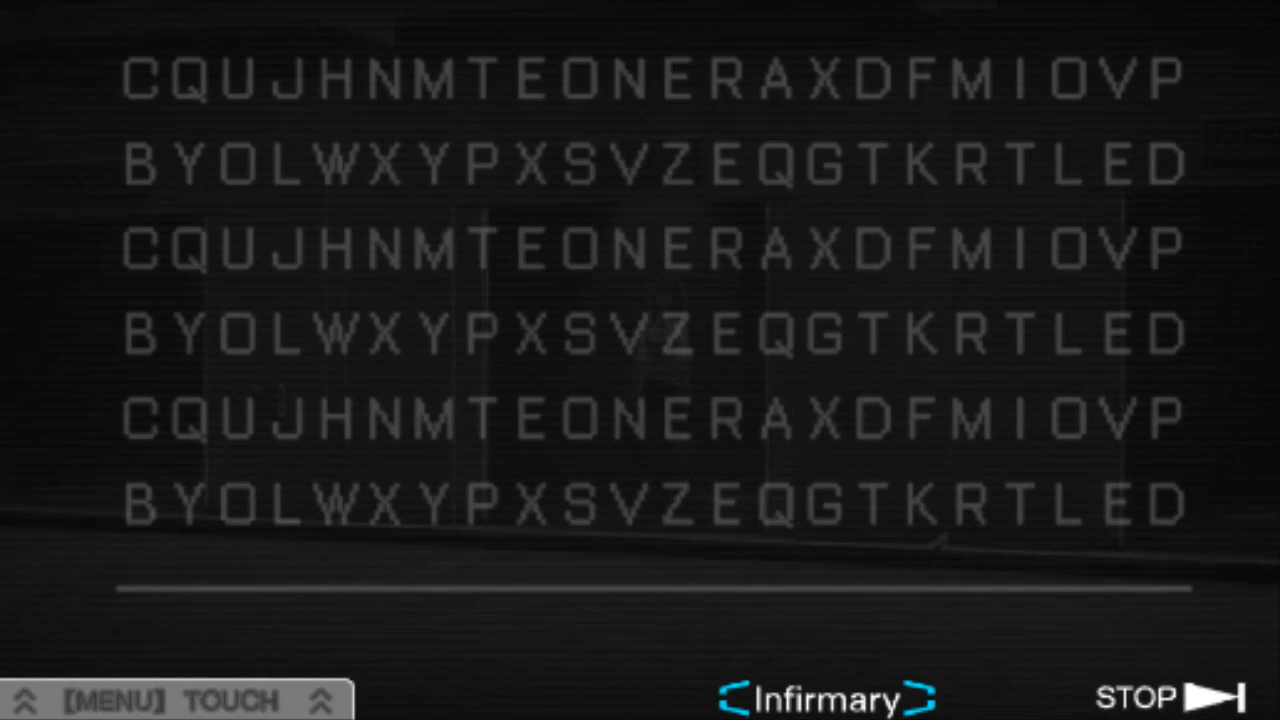 CQUJHNMTEONERAXDFMIOVP
BYOLWXYPXSVZEQGTKRTLED
CQUJHNMTEONERAXDFMIOVP
BYOLWXYPXSVZEQGTKRTLED
CQUJHNMTEONERAXDFMIOVP
BYOLWXYPXSVZEQGTKRTLED
【MENU】 TOUCH Infirmary STOP